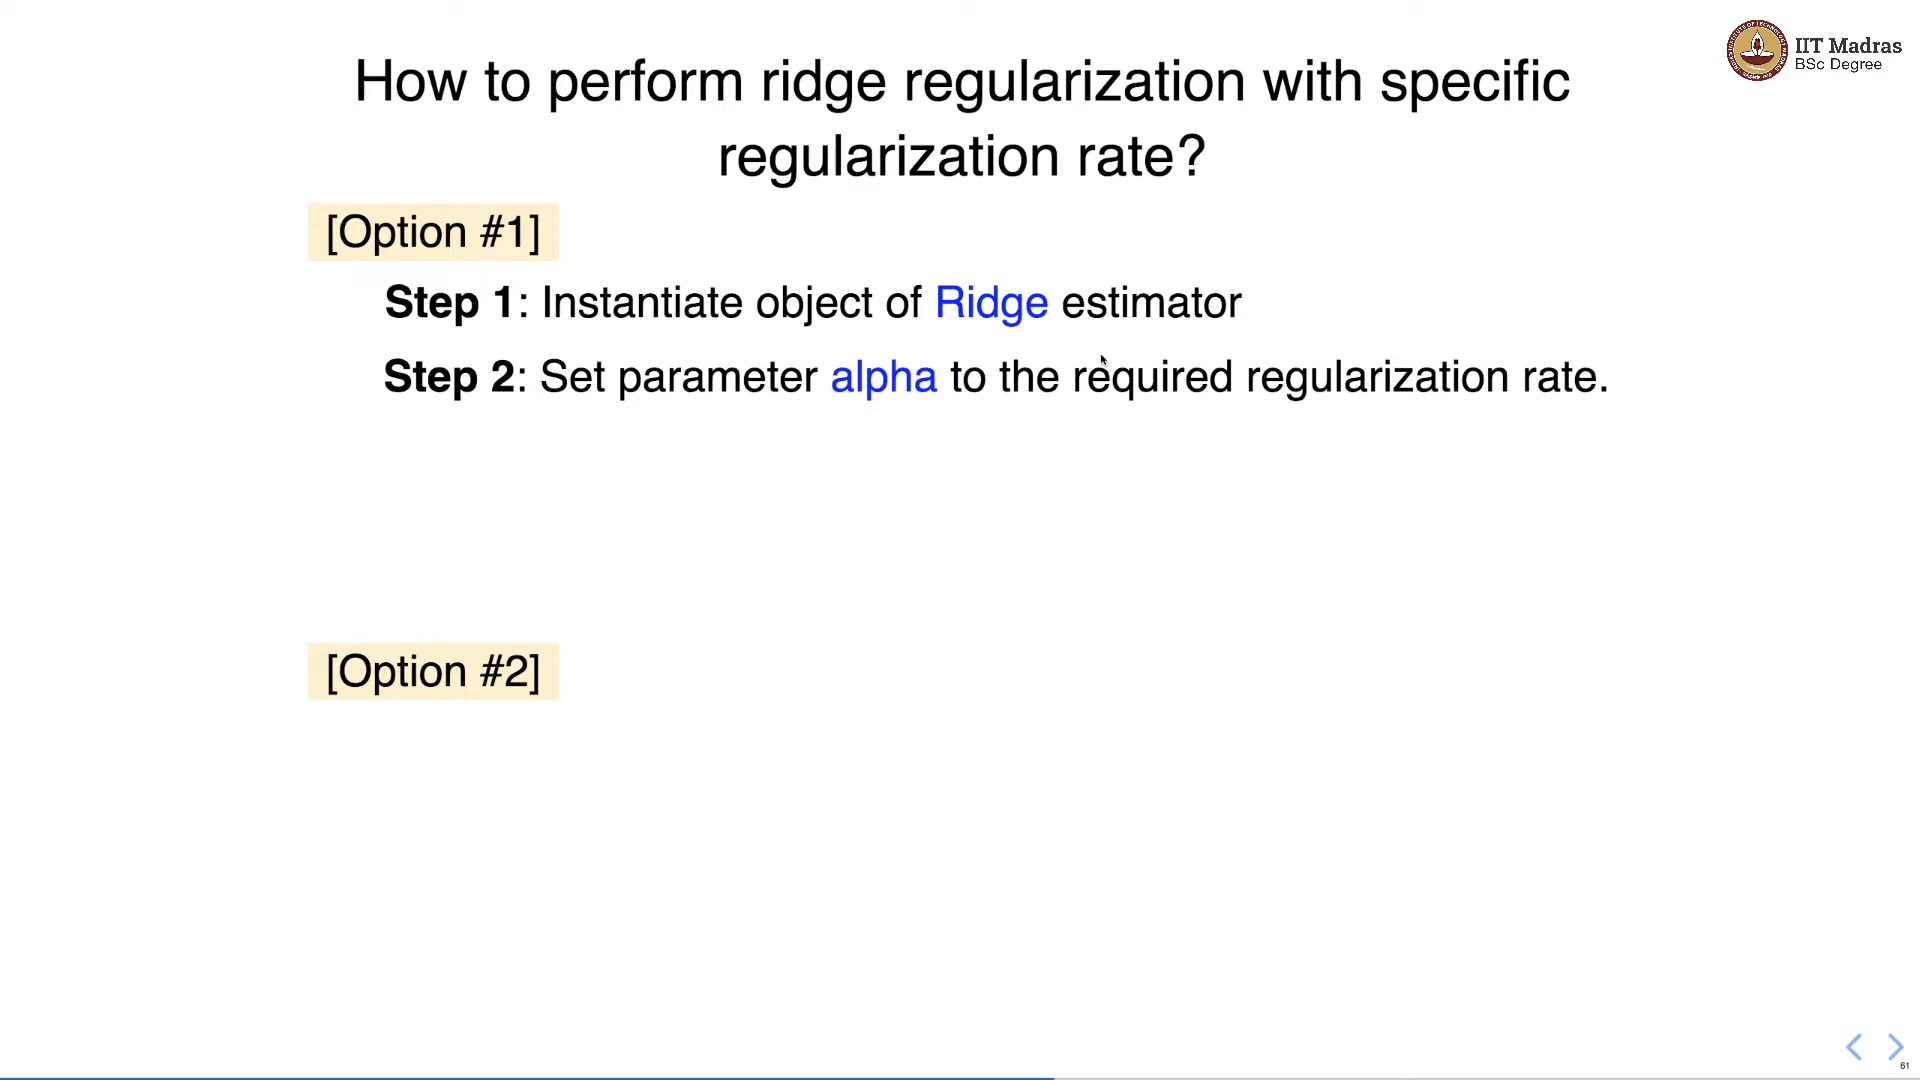 IIT Madras
BSc Degree
How to perform ridge regularization with specific
regularization rate?
[Option #1]
Step 1: Instantiate object of Ridge estimator
Step 2: Set parameter alpha to the required regularization rate.
[Option #2]
61